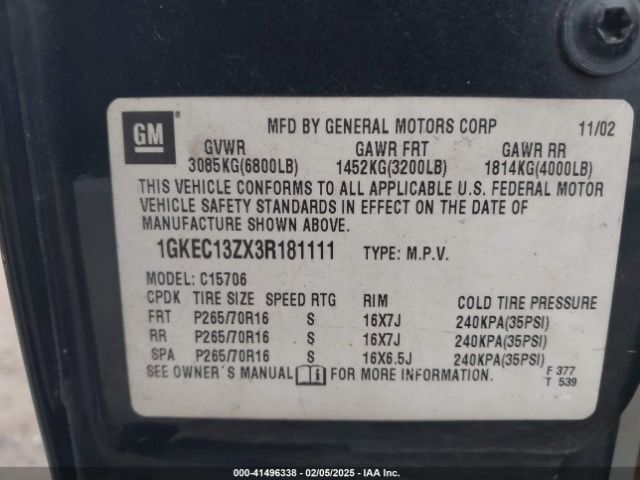 GM ®
MFD BY GENERAL MOTORS CORP 11/02
GVWR GAWR FRT GAWR RR
3085KG(6800LB) 1452KG(3200LB) 1814KG(4000LB)
THIS VEHICLE CONFORMS TO ALL APPLICABLE U.S. FEDERAL MOTOR
VEHICLE SAFETY STANDARDS IN EFFECT ON THE DATE OF
MANUFACTURE SHOWN ABOVE.
1GKEC13ZX3R181111 TYPE: M.P.V.
MODEL: C15706
CPDK TIRE SIZE SPEED RTG RIM COLD TIRE PRESSURE
FRT P265/70R16 S 16X7J 240KPA(35PSI)
RR P265/70R16 S 16X7J 240KPA(35PSI)
SPA P265/70R16 S 16X6.5J 240KPA(35PSI)
SEE OWNER'S MANUAL i FOR MORE INFORMATION.
F 377
T 539
000-41496338 - 02/05/2025 - IAA Inc.